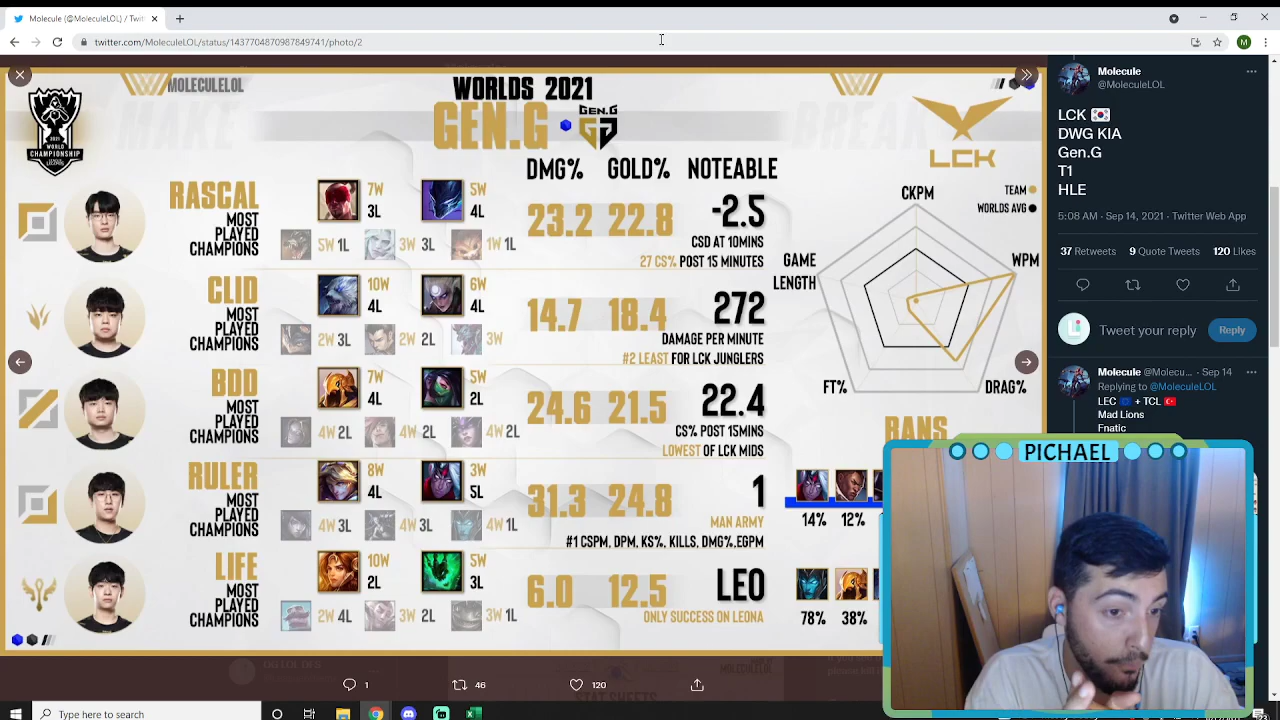 Molecule (@MoleculeLOL) / Twit
twitter.com/MoleculeLOL/status/1437704870987849741/photo/2
MOLECULELOL
WORLDS 2021
GEN.G
GEN.G
2021
WORLD
CHAMPIONSHIP
LCK
DMG% GOLD% NOTEABLE
RASCAL
MOST
PLAYED
CHAMPIONS
7W
3L
5W
4L
5W 1L
3W 3L
1W 1L
23.2 22.8
-2.5
CSD AT 10MINS
27 CS% POST 15 MINUTES
CLID
MOST
PLAYED
CHAMPIONS
10W
4L
6W
4L
2W 3L
2W 2L
3W
14.7 18.4
272
DAMAGE PER MINUTE
#2 LEAST FOR LCK JUNGLERS
BDD
MOST
PLAYED
CHAMPIONS
7W
4L
5W
2L
4W 2L
4W 2L
4W 2L
24.6 21.5
22.4
CS% POST 15MINS
LOWEST OF LCK MIDS
RULER
MOST
PLAYED
CHAMPIONS
8W
4L
3W
5L
4W 3L
4W 3L
4W 1L
31.3 24.8
1
MAN ARMY
#1 CSPM, DPM, KS%, KILLS, DMG%, EGPM
LIFE
MOST
PLAYED
CHAMPIONS
10W
2L
5W
3L
2W 4L
3W 2L
3W 1L
6.0 12.5
LEO
ONLY SUCCESS ON LEONA
CKPM
TEAM
WORLDS AVG
GAME
LENGTH
WPM
FT%
DRAG%
BANS
14% 12%
78% 38%
1
46
120
MOLECULELOL
Molecule
@MoleculeLOL
LCK
DWG KIA
Gen.G
T1
HLE
5:08 AM · Sep 14, 2021 · Twitter Web App
37 Retweets 9 Quote Tweets 120 Likes
Tweet your reply
Reply
Molecule @Molecu... · Sep 14
Replying to @MoleculeLOL
LEC + TCL
Mad Lions
Fnatic
PICHAEL
Type here to search